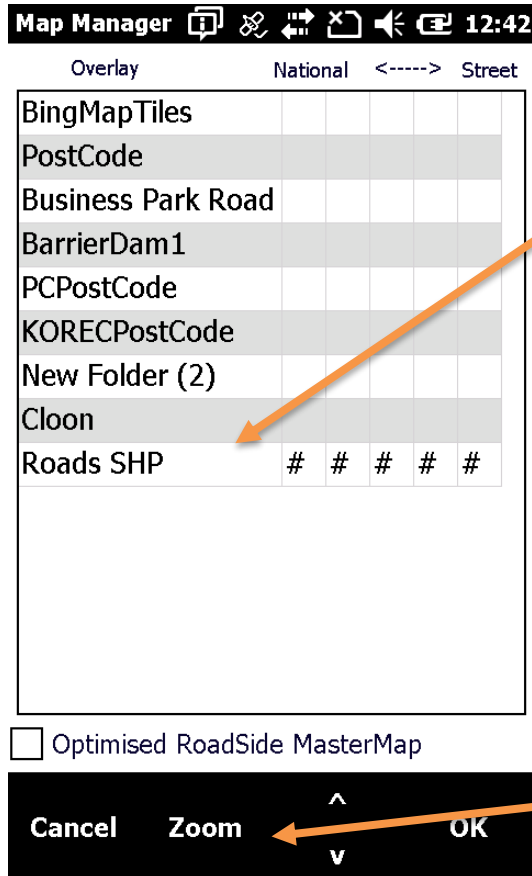 Map Manager 12:42
Overlay National <-----> Street
BingMapTiles
PostCode
Business Park Road
BarrierDam1
PCPostCode
KORECPostCode
New Folder (2)
Cloon
Roads SHP # # # # #
Optimised RoadSide MasterMap
^
Cancel Zoom OK
v